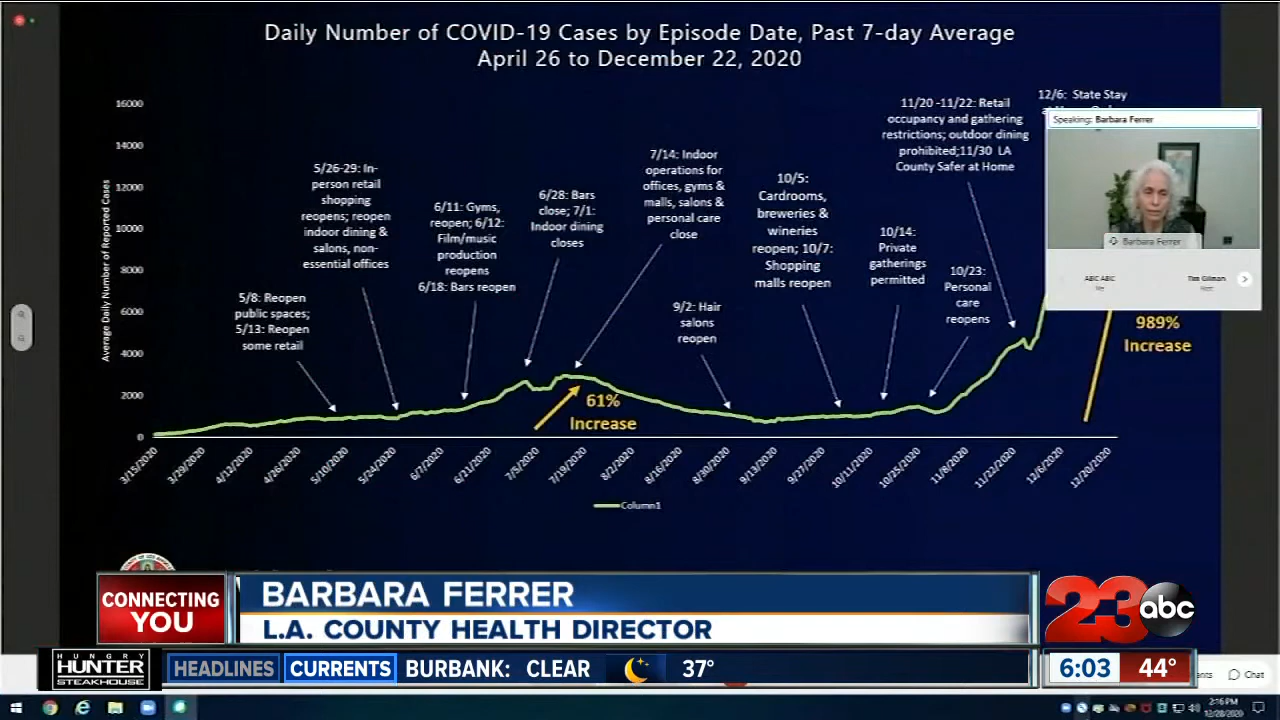 Daily Number of COVID-19 Cases by Episode Date, Past 7-day Average
April 26 to December 22, 2020
16000
14000
12000
10000
8000
6000
4000
2000
0
Average Daily Number of Reported Cases
5/8: Reopen
public spaces;
5/13: Reopen
some retail
5/26-29: In-
person retail
shopping
reopens; reopen
indoor dining &
salons, non-
essential offices
6/11: Gyms,
reopen; 6/12:
Film/music
production
reopens
6/18: Bars reopen
6/28: Bars
close; 7/1:
Indoor dining
closes
7/14: Indoor
operations for
offices, gyms &
malls, salons &
personal care
close
9/2: Hair
salons
reopen
10/5:
Cardrooms,
breweries &
wineries
reopen; 10/7:
Shopping
malls reopen
10/14:
Private
gatherings
permitted
10/23:
Personal
care
reopens
11/20 -11/22: Retail
occupancy and gathering
restrictions; outdoor dining
prohibited;11/30 LA
County Safer at Home
12/6: State Stay
Speaking: Barbara Ferrer
Barbara Ferrer
ABC ABC
Tim Gilman
61%
Increase
989%
Increase
3/15/2020
3/29/2020
4/12/2020
4/26/2020
5/10/2020
5/24/2020
6/7/2020
6/21/2020
7/5/2020
7/19/2020
8/2/2020
8/16/2020
8/30/2020
9/13/2020
9/27/2020
10/11/2020
10/25/2020
11/8/2020
11/22/2020
12/6/2020
12/20/2020
Column1
CONNECTING
YOU
BARBARA FERRER
L.A. COUNTY HEALTH DIRECTOR
23 abc
HUNGRY
HUNTER
STEAKHOUSE
HEADLINES CURRENTS BURBANK: CLEAR 37°
6:03 44°
Chat
2:16 PM
12/28/2020